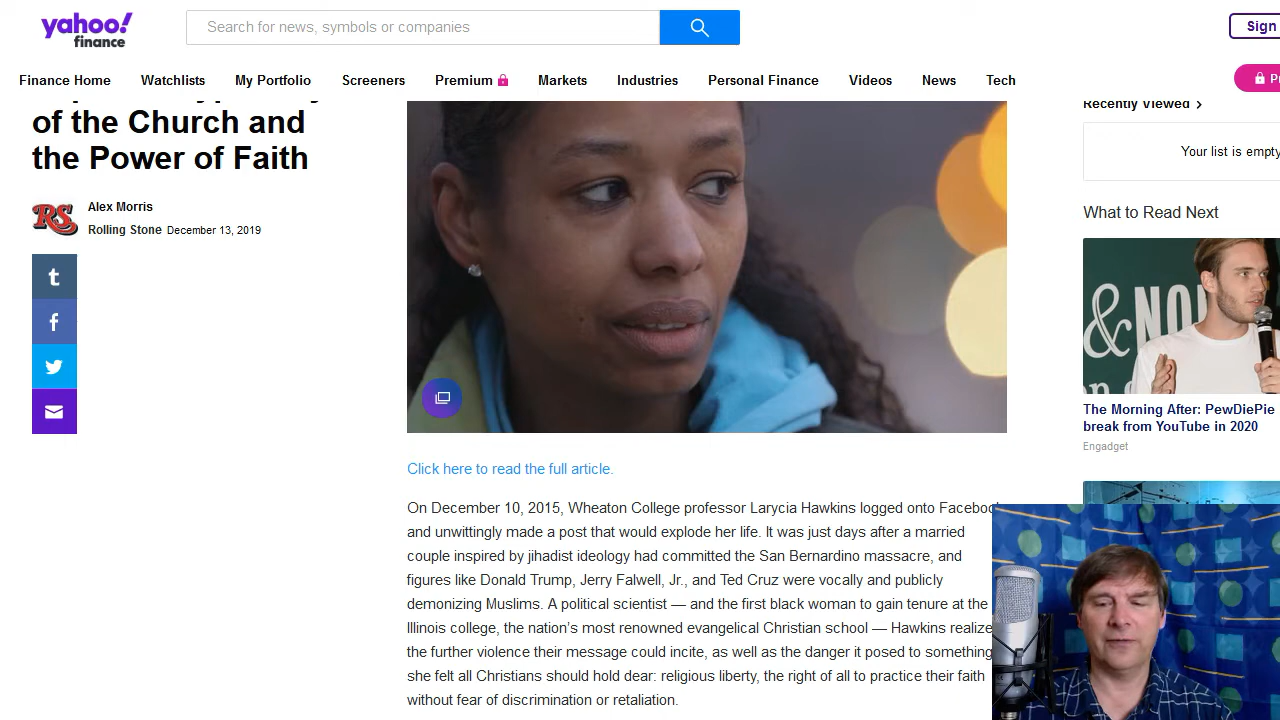 yahoo!
finance
Search for news, symbols or companies
Sign
Finance Home
Watchlists
My Portfolio
Screeners
Premium
Markets
Industries
Personal Finance
Videos
News
Tech
of the Church and
the Power of Faith
RS
Alex Morris
Rolling Stone December 13, 2019
t
f
Click here to read the full article.
On December 10, 2015, Wheaton College professor Larycia Hawkins logged onto Faceboo
and unwittingly made a post that would explode her life. It was just days after a married
couple inspired by jihadist ideology had committed the San Bernardino massacre, and
figures like Donald Trump, Jerry Falwell, Jr., and Ted Cruz were vocally and publicly
demonizing Muslims. A political scientist — and the first black woman to gain tenure at the
Illinois college, the nation's most renowned evangelical Christian school — Hawkins realize
the further violence their message could incite, as well as the danger it posed to something
she felt all Christians should hold dear: religious liberty, the right of all to practice their faith
without fear of discrimination or retaliation.
Recently Viewed
Your list is empty
What to Read Next
& NO
The Morning After: PewDiePie
break from YouTube in 2020
Engadget